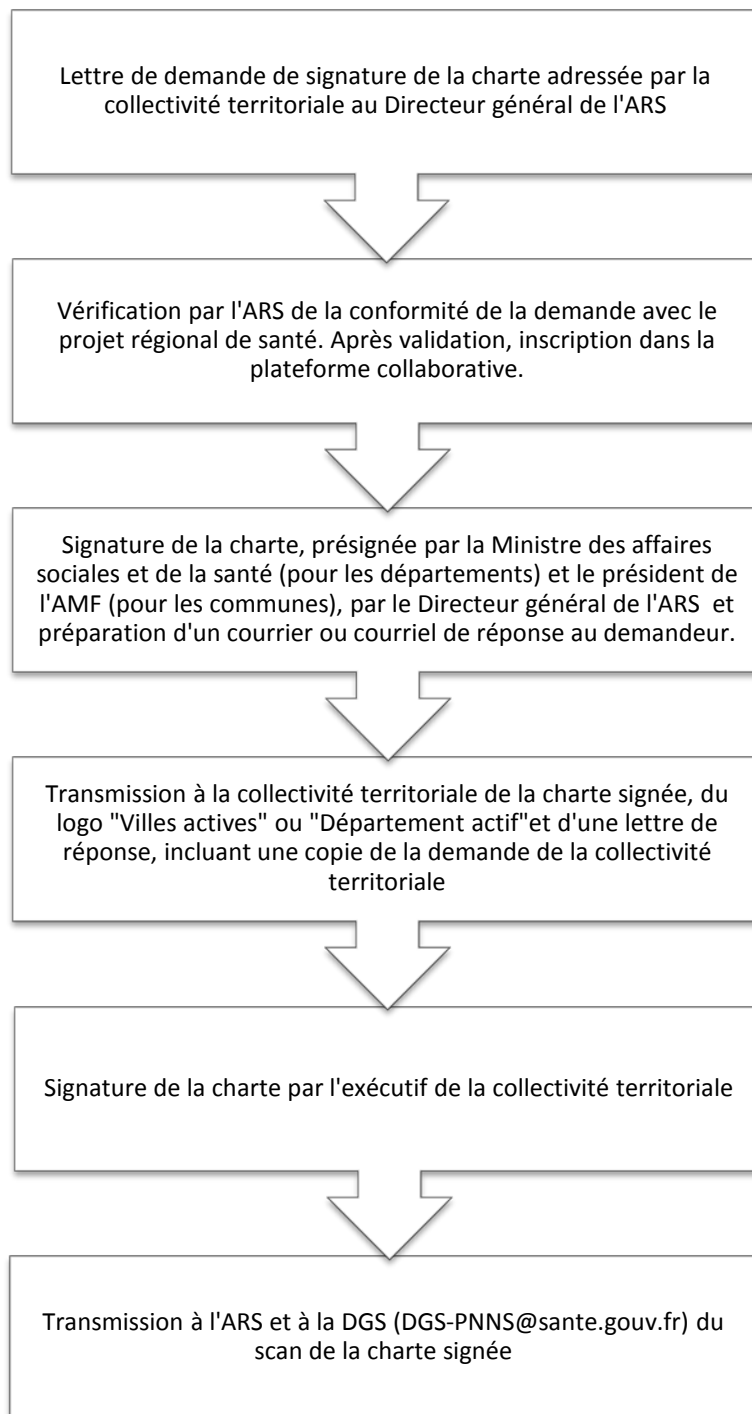 Lettre de demande de signature de la charte adressée par la
collectivité territoriale au Directeur général de l'ARS
Vérification par l'ARS de la conformité de la demande avec le
projet régional de santé. Après validation, inscription dans la
plateforme collaborative.
Signature de la charte, présignée par la Ministre des affaires
sociales et de la santé (pour les départements) et le président de
l'AMF (pour les communes), par le Directeur général de l'ARS et
préparation d'un courrier ou courriel de réponse au demandeur.
Transmission à la collectivité territoriale de la charte signée, du
logo "Villes actives" ou "Département actif"et d'une lettre de
réponse, incluant une copie de la demande de la collectivité
territoriale
Signature de la charte par l'exécutif de la collectivité territoriale
Transmission à l'ARS et à la DGS (DGS-PNNS@sante.gouv.fr) du
scan de la charte signée